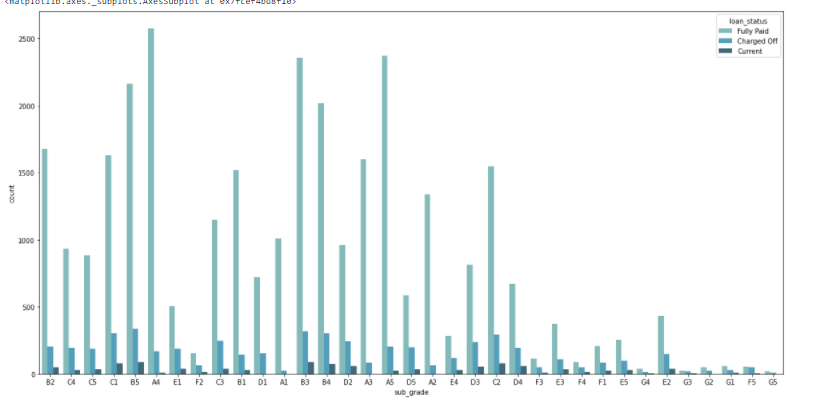 <matplotlib.axes._subplots.AxesSubplot at 0x7fcef4bd8f10>
loan_status
Fully Paid
Charged Off
Current
2500
2000
1500
1000
500
0
count
B2 C4 C5 C1 B5 A4 E1 F2 C3 B1 D1 A1 B3 B4 D2 A3 A5 D5 A2 E4 D3 C2 D4 F3 E3 F4 F1 E5 G4 E2 G3 G2 G1 F5 G5
sub_grade